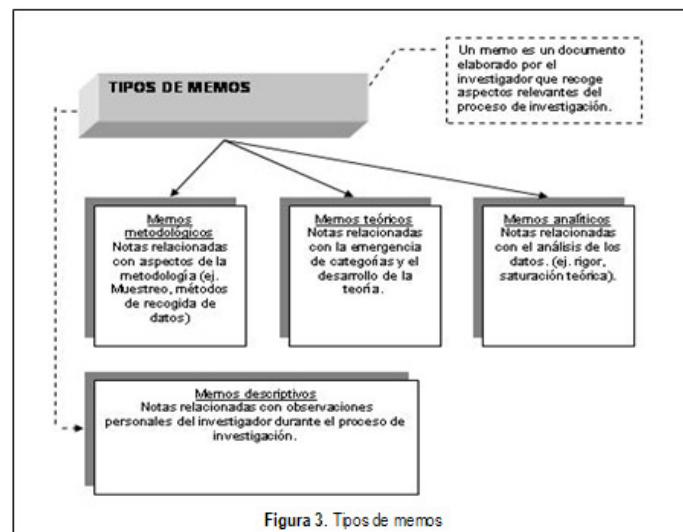 TIPOS DE MEMOS
Un memo es un documento
elaborado por el
investigador que recoge
aspectos relevantes del
proceso de investigación.
Memos
metodológicos
Notas relacionadas
con aspectos de la
metodología (ej.
Muestreo, métodos
de recogida de
datos)
Memos teóricos
Notas relacionadas
con la emergencia
de categorías y el
desarrollo de la
teoría.
Memos analíticos
Notas relacionadas
con el análisis de los
datos. (ej. rigor,
saturación teórica).
Memos descriptivos
Notas relacionadas con observaciones
personales del investigador durante el proceso de
investigación.
Figura 3. Tipos de memos